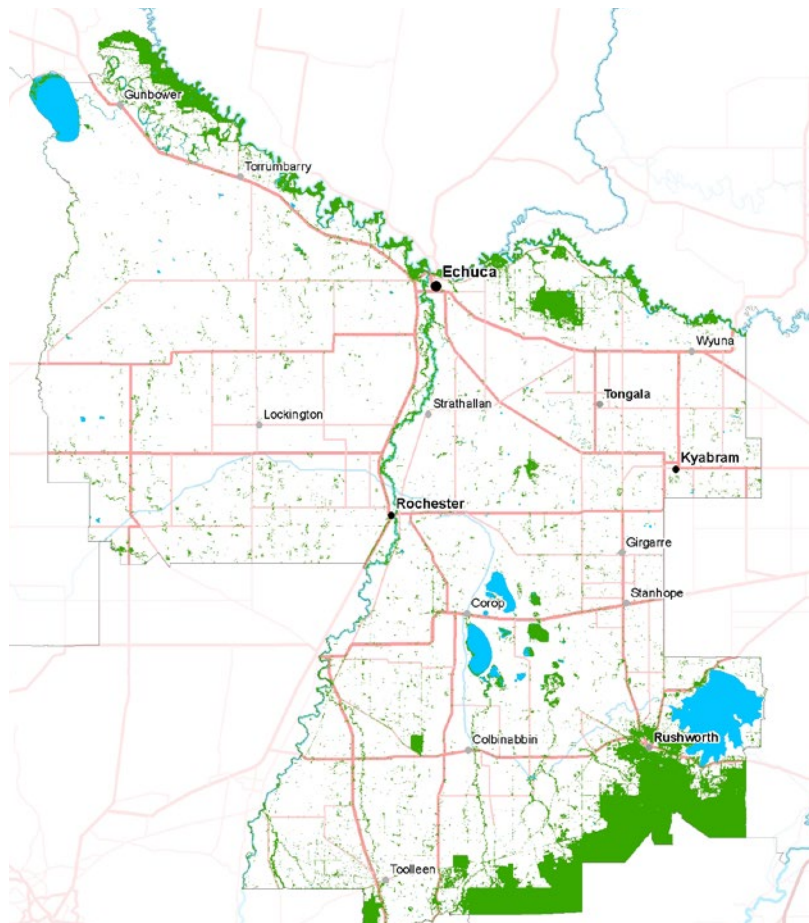 Gunbower
Torrumbarry
Echuca
Wyuna
Tongala
Strathallan
Lockington
Kyabram
Rochester
Girgarre
Stanhope
Corop
Rushworth
Colbinabbin
Toolleen